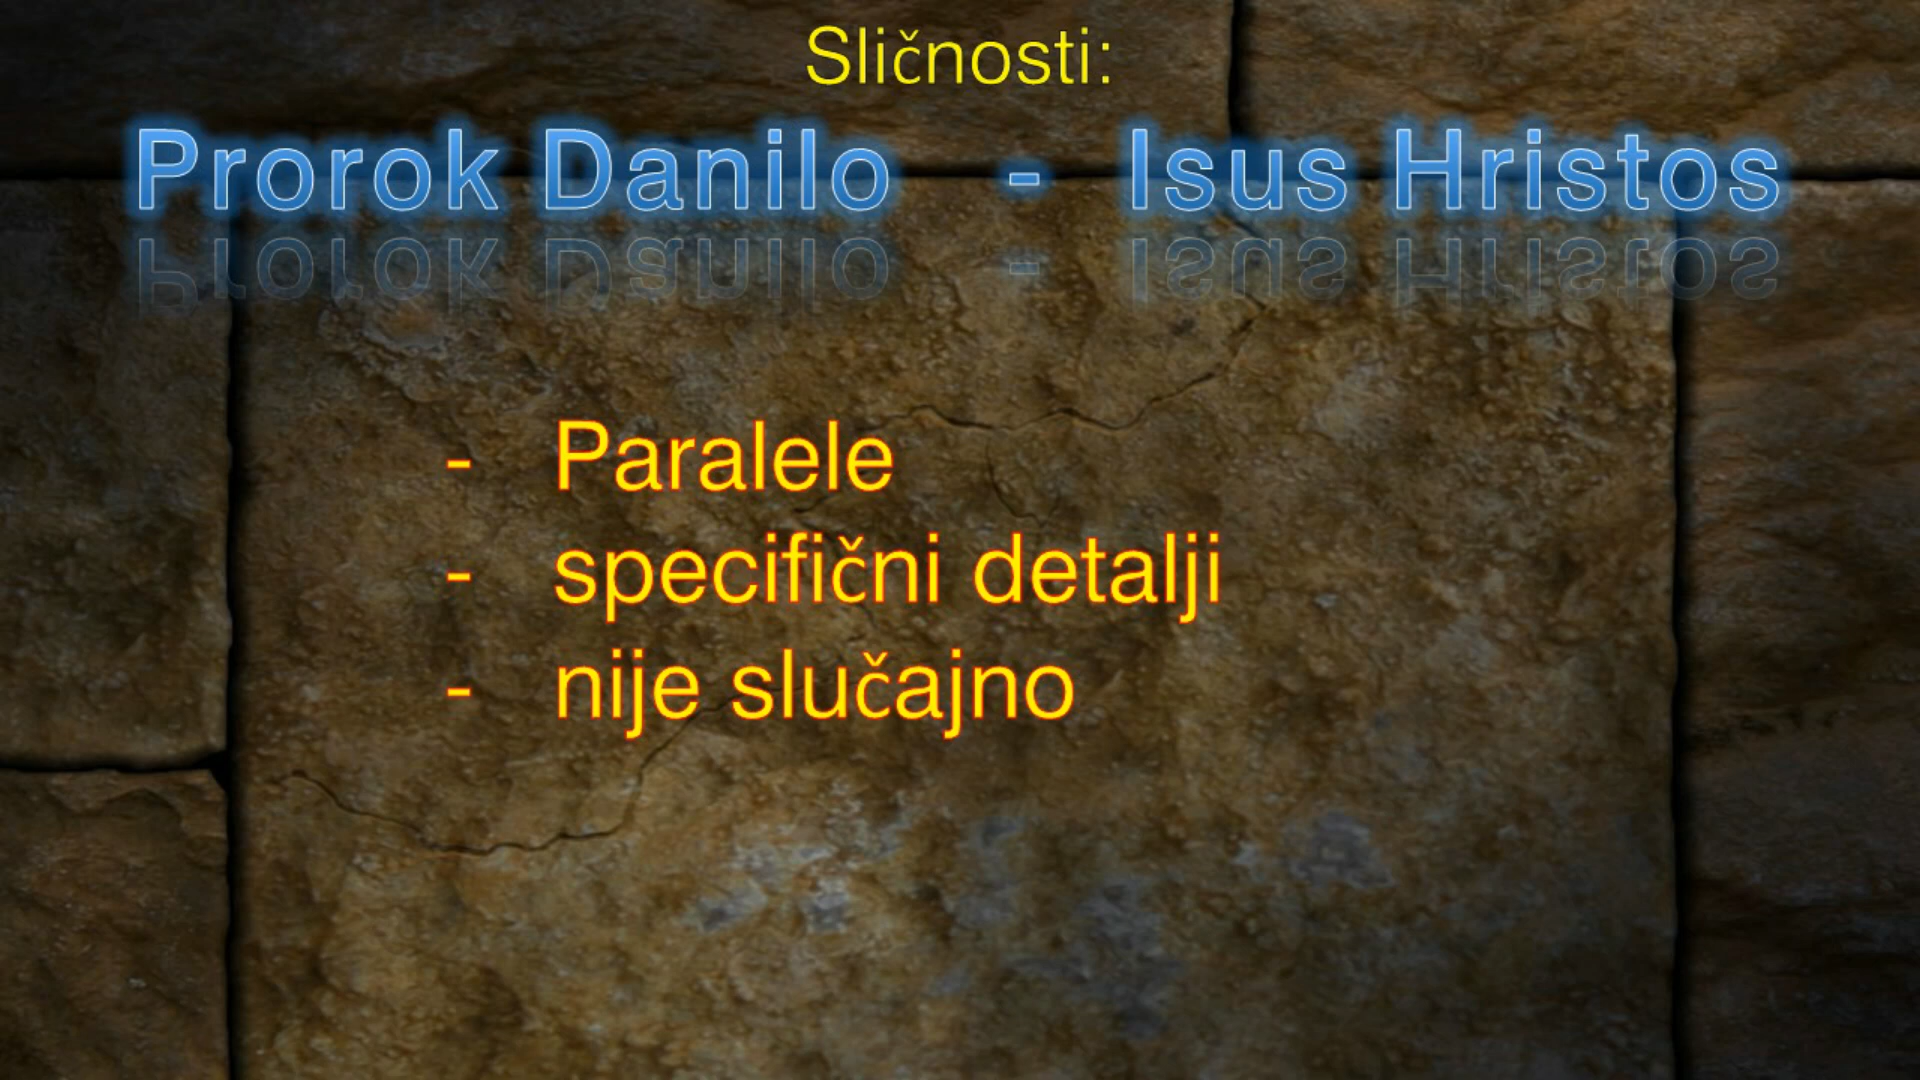 Sličnosti:
Prorok Danilo - Isus Hristos
- Paralele
- specifični detalji
- nije slučajno